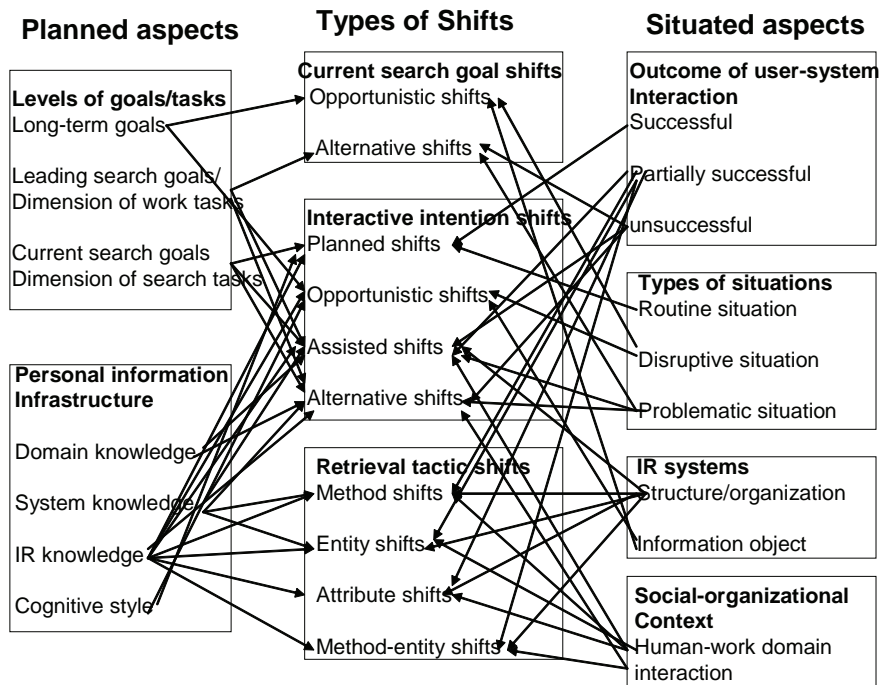 Planned aspects
Types of Shifts
Situated aspects
Levels of goals/tasks
Long-term goals
Leading search goals/
Dimension of work tasks
Current search goals
Dimension of search tasks
Personal information
Infrastructure
Domain knowledge
System knowledge
IR knowledge
Cognitive style
Current search goal shifts
Opportunistic shifts
Alternative shifts
Interactive intention shifts
Planned shifts
Opportunistic shifts
Assisted shifts
Alternative shifts
Retrieval tactic shifts
Method shifts
Entity shifts
Attribute shifts
Method-entity shifts
Outcome of user-system
Interaction
Successful
Partially successful
unsuccessful
Types of situations
Routine situation
Disruptive situation
Problematic situation
IR systems
Structure/organization
Information object
Social-organizational
Context
Human-work domain
interaction